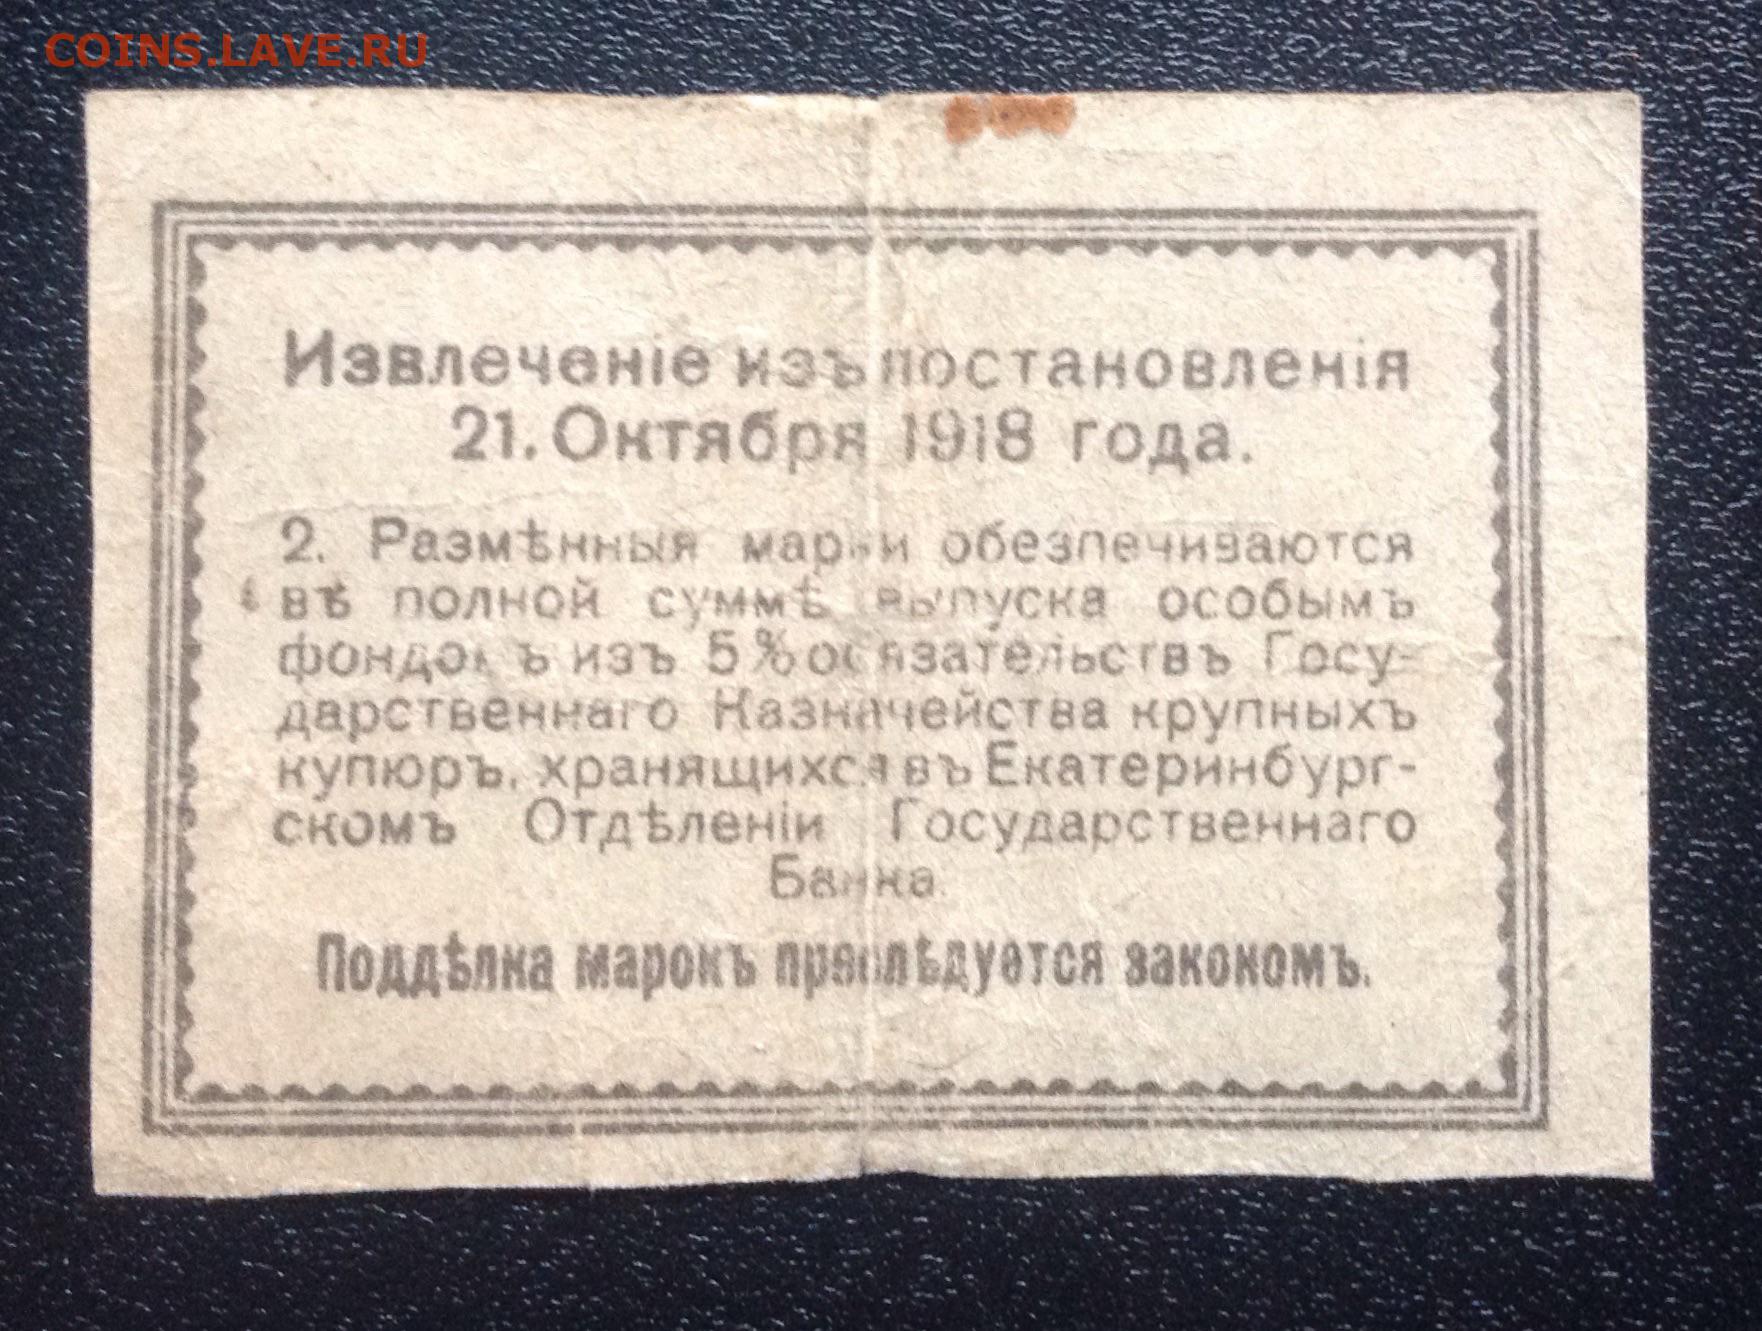 COINS.LAVE.RU
Извлеченіе изъ постановленія
21. Октября 1918 года.
2. Размѣнныя марки обезпечиваются
въ полной суммѣ выпуска особымъ
фондомъ изъ 5% обязательствъ Госу-
дарственнаго Казначейства крупныхъ
купюръ, хранящихся въ Екатеринбург-
скомъ Отдѣленіи Государственнаго
Банка.
Поддѣлка марокъ преслѣдуется закономъ.